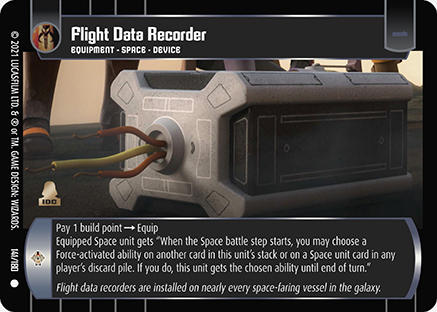 Flight Data Recorder
EQUIPMENT • SPACE • DEVICE
IDC
Pay 1 build point → Equip
Equipped Space unit gets "When the Space battle step starts, you may choose a
Force-activated ability on another card in this unit's stack or on a Space unit card in any
player's discard pile. If you do, this unit gets the chosen ability until end of turn."
Flight data recorders are installed on nearly every space-faring vessel in the galaxy.
© 2021 LUCASFILM LTD. & ® or TM. GAME DESIGN: WIZARDS.